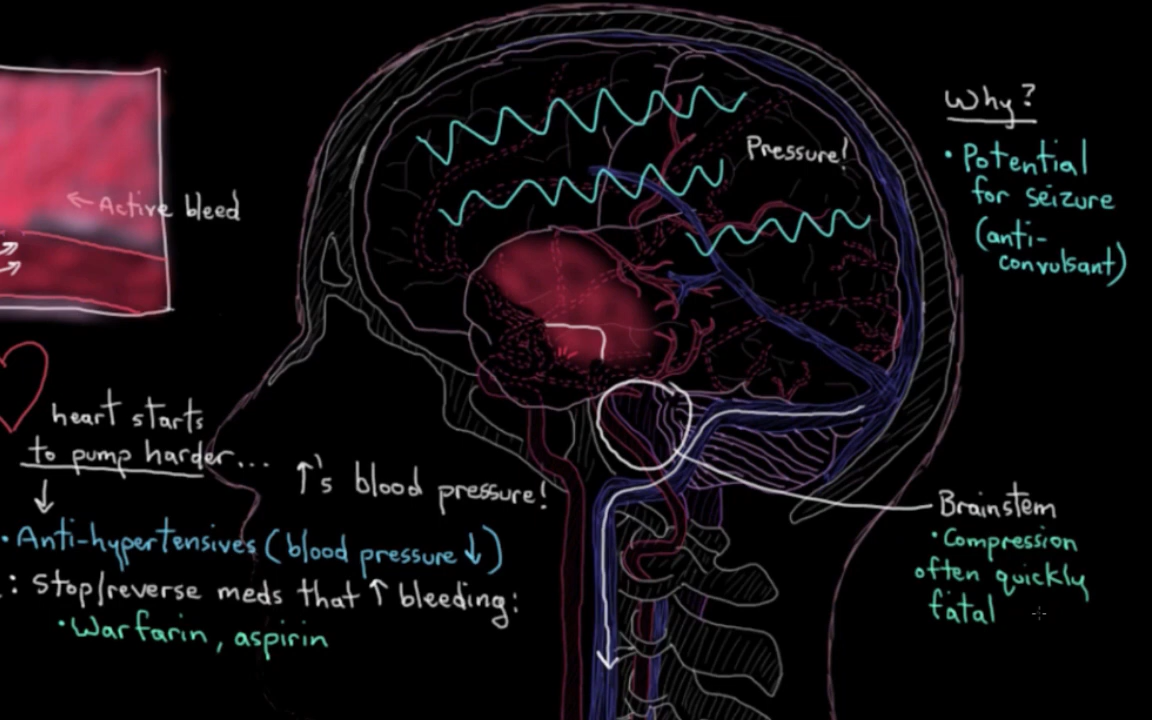 ←Active bleed
Pressure!
Why?
• Potential
for seizure
(anti-
convulsant)
heart starts
to pump harder...
↑'s blood pressure!
↓
• Anti-hypertensives (blood pressure ↓)
: Stop/reverse meds that ↑ bleeding:
• Warfarin, aspirin
Brainstem
• Compression
often quickly
fatal